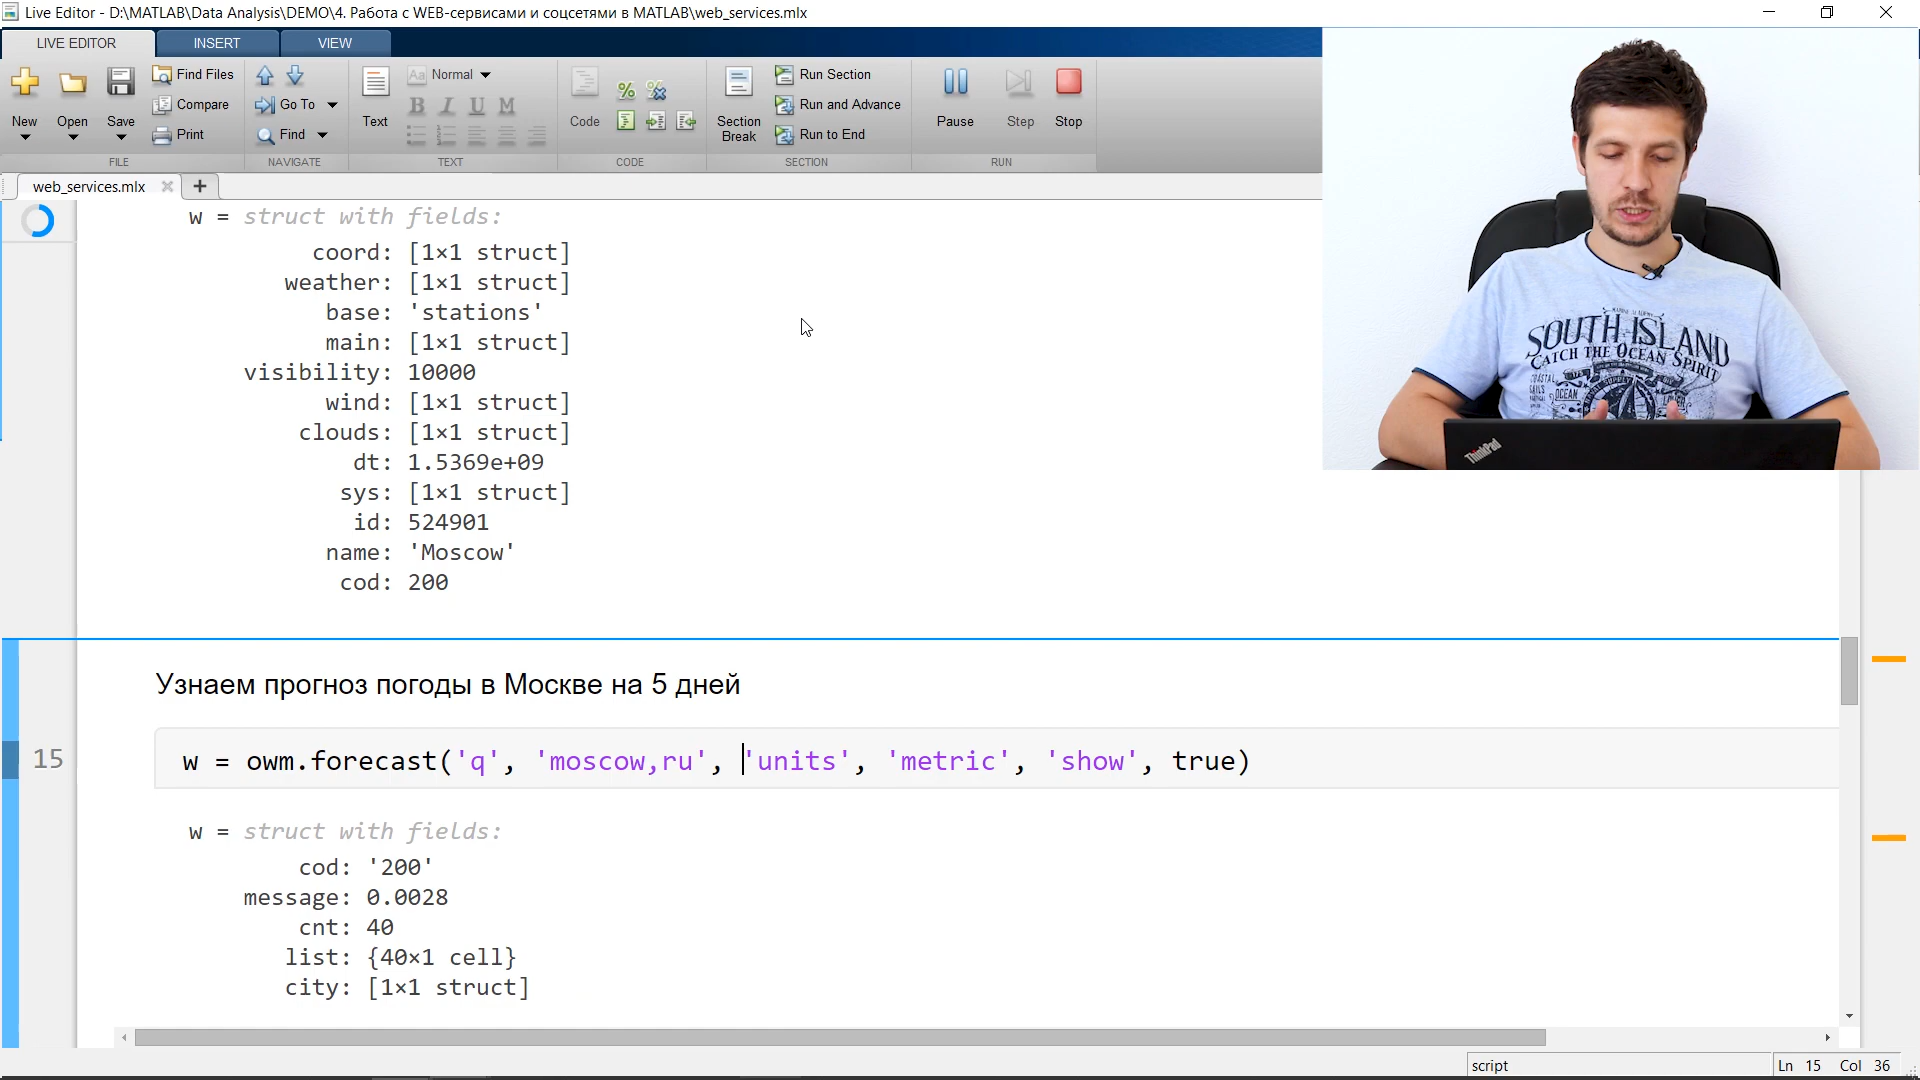 Live Editor - D:\MATLAB\Data Analysis\DEMO\4. Работа с WEB-сервисами и соцсетями в MATLAB\web_services.mlx
LIVE EDITOR INSERT VIEW
New Open Save
Find Files
Compare
Print
Go To
Find
Text
Aa Normal
B I U M
Code
Section Break
Run Section
Run and Advance
Run to End
Pause Step Stop
FILE NAVIGATE TEXT CODE SECTION RUN
web_services.mlx
w = struct with fields:
coord: [1×1 struct]
weather: [1×1 struct]
base: 'stations'
main: [1×1 struct]
visibility: 10000
wind: [1×1 struct]
clouds: [1×1 struct]
dt: 1.5369e+09
sys: [1×1 struct]
id: 524901
name: 'Moscow'
cod: 200
SOUTH ISLAND
CATCH THE OCEAN SPIRIT
OCEAN
ThinkPad
Узнаем прогноз погоды в Москве на 5 дней
15 w = owm.forecast('q', 'moscow,ru', 'units', 'metric', 'show', true)
w = struct with fields:
cod: '200'
message: 0.0028
cnt: 40
list: {40×1 cell}
city: [1×1 struct]
script Ln 15 Col 36